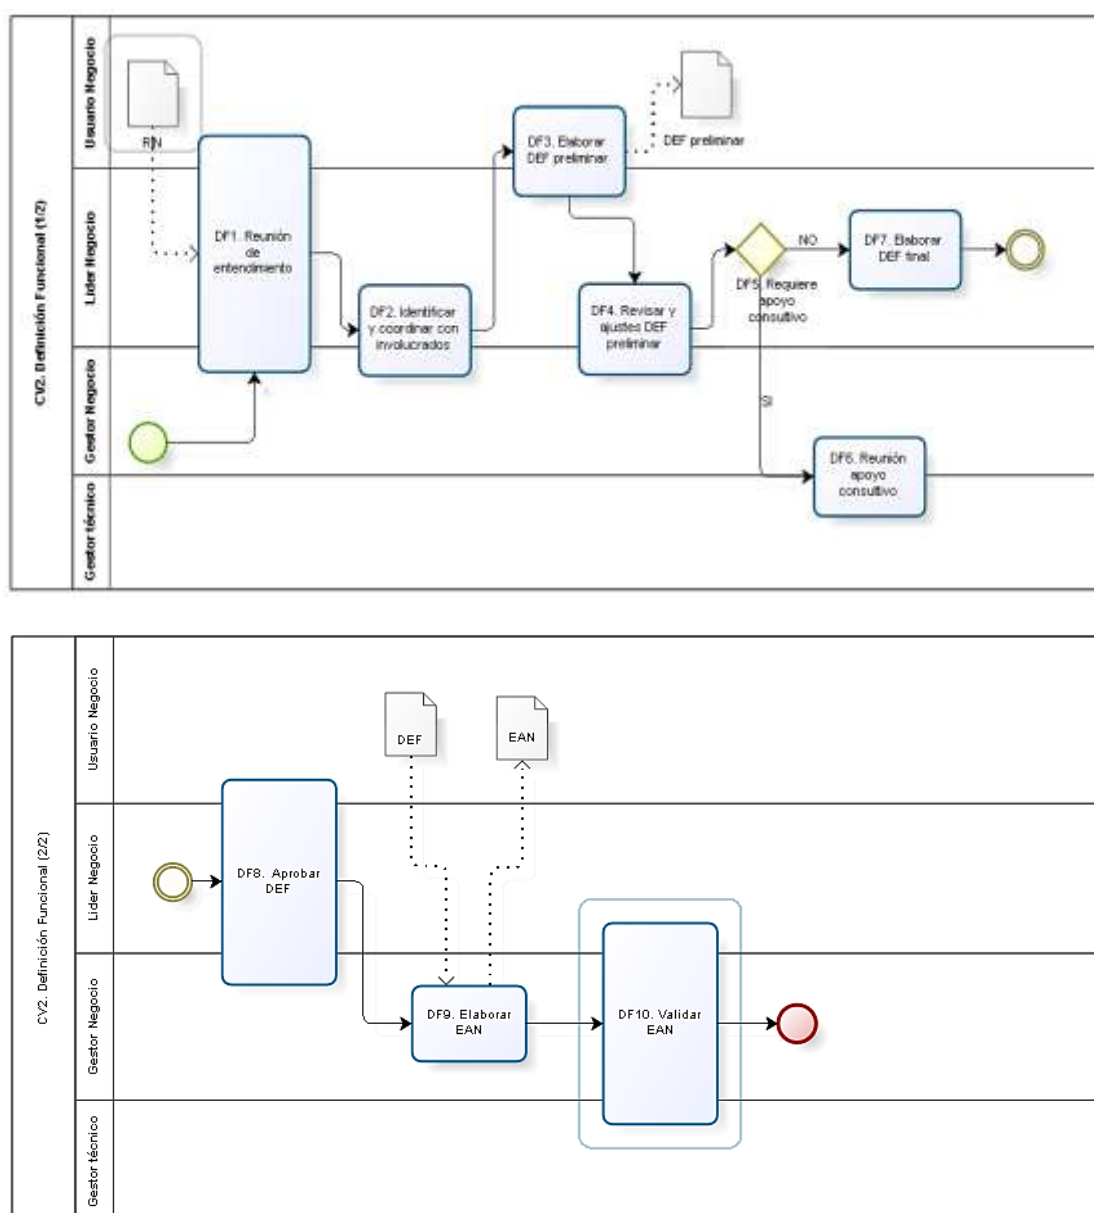 CV2. Definición Funcional (1/2)
Usuario Negocio
Lider Negocio
Gestor Negocio
Gestor técnico
RN
DF1. Reunión
de
entendimiento
DF2. Identificar
y coordinar con
involucrados
DF3. Elaborar
DEF preliminar
DEF preliminar
DF4. Revisar y
ajustes DEF
preliminar
DF5. Requiere
apoyo
consultivo
NO
SI
DF7. Elaborar
DEF final
DF6. Reunión
apoyo
consultivo
CV2. Definición Funcional (2/2)
Usuario Negocio
Lider Negocio
Gestor Negocio
Gestor técnico
DEF
EAN
DF8. Aprobar
DEF
DF9. Elaborar
EAN
DF10. Validar
EAN